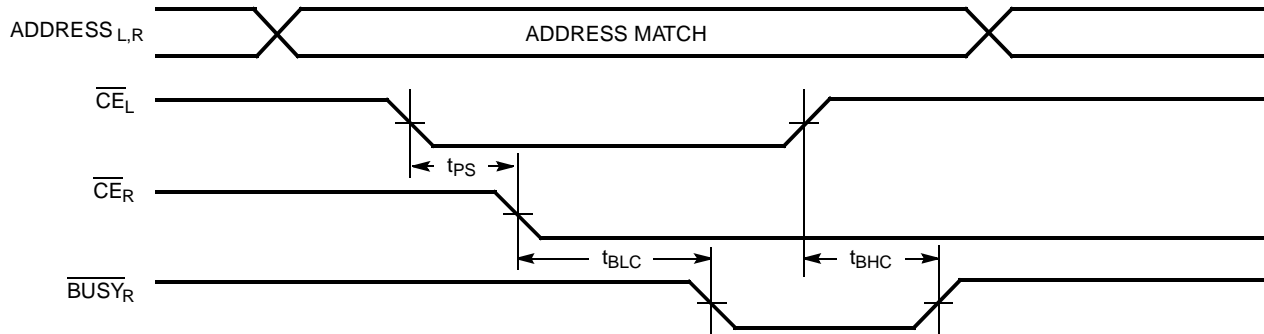 ADDRESS L,R
ADDRESS MATCH
CEL
tPS
CER
tBLC
tBHC
BUSYR